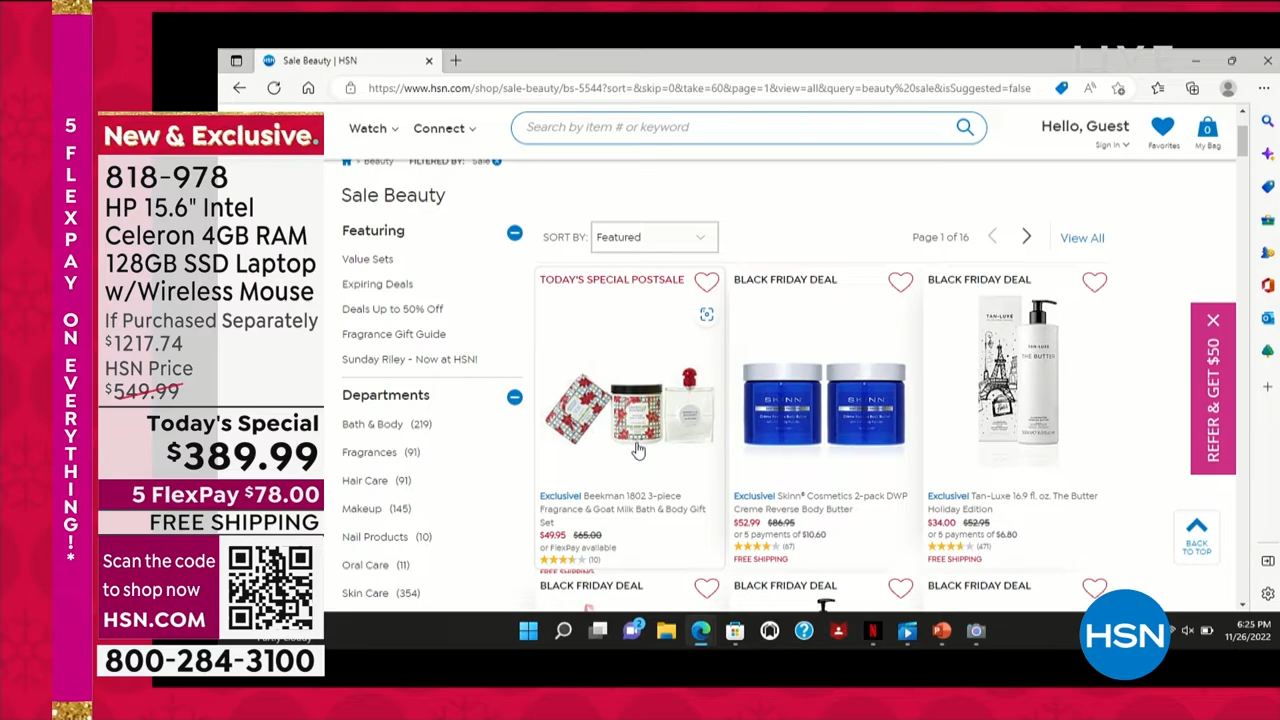 5 FLEXPAY ON EVERYTHING!*
New & Exclusive.
818-978
HP 15.6" Intel
Celeron 4GB RAM
128GB SSD Laptop
w/Wireless Mouse
If Purchased Separately
$1217.74
HSN Price
$549.99
Today's Special
$389.99
5 FlexPay $78.00
FREE SHIPPING
Scan the code
to shop now
HSN.COM
800-284-3100
LIVE
Sale Beauty | HSN
https://www.hsn.com/shop/sale-beauty/bs-5544?sort=&skip=0&take=60&page=1&view=all&query=beauty%20sale&isSuggested=false
Watch
Connect
Search by item # or keyword
Hello, Guest
Sign in
Favorites
0
My Bag
> Beauty FILTERED BY: Sale
Sale Beauty
Featuring
Value Sets
Expiring Deals
Deals Up to 50% Off
Fragrance Gift Guide
Sunday Riley - Now at HSN!
Departments
Bath & Body (219)
Fragrances (91)
Hair Care (91)
Makeup (145)
Nail Products (10)
Oral Care (11)
Skin Care (354)
SORT BY: Featured
Page 1 of 16
View All
TODAY'S SPECIAL POSTSALE
Exclusive! Beekman 1802 3-piece
Fragrance & Goat Milk Bath & Body Gift
Set
$49.95 $65.00
or FlexPay available
(10)
FREE SHIPPING
BLACK FRIDAY DEAL
SKINN
SKINN
Exclusive! Skinn® Cosmetics 2-pack DWP
Creme Reverse Body Butter
$52.99 $86.95
or 5 payments of $10.60
(67)
FREE SHIPPING
BLACK FRIDAY DEAL
TAN-LUXE
TAN-LUXE
THE BUTTER
Exclusive! Tan-Luxe 16.9 fl. oz. The Butter
Holiday Edition
$34.00 $52.95
or 5 payments of $6.80
(471)
FREE SHIPPING
BLACK FRIDAY DEAL
BLACK FRIDAY DEAL
BLACK FRIDAY DEAL
REFER & GET $50
BACK
TO TOP
Partly cloudy
2
HSN
6:25 PM
11/26/2022